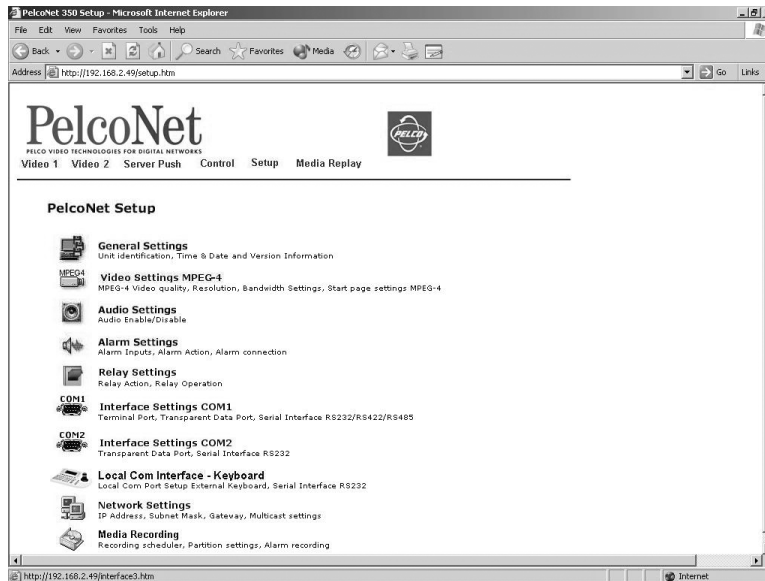 PelcoNet 350 Setup - Microsoft Internet Explorer
File Edit View Favorites Tools Help
Back Search Favorites Media
Address http://192.168.2.49/setup.htm Go Links
PelcoNet
PELCO VIDEO TECHNOLOGIES FOR DIGITAL NETWORKS
PELCO
Video 1 Video 2 Server Push Control Setup Media Replay
PelcoNet Setup
General Settings
Unit identification, Time & Date and Version Information
MPEG4
Video Settings MPEG-4
MPEG-4 Video quality, Resolution, Bandwidth Settings, Start page settings MPEG-4
Audio Settings
Audio Enable/Disable
Alarm Settings
Alarm Inputs, Alarm Action, Alarm connection
Relay Settings
Relay Action, Relay Operation
COM1
Interface Settings COM1
Terminal Port, Transparent Data Port, Serial Interface RS232/RS422/RS485
COM2
Interface Settings COM2
Transparent Data Port, Serial Interface RS232
Local Com Interface - Keyboard
Local Com Port Setup External Keyboard, Serial Interface RS232
Network Settings
IP Address, Subnet Mask, Gateway, Multicast settings
Media Recording
Recording scheduler, Partition settings, Alarm recording
http://192.168.2.49/interface3.htm Internet